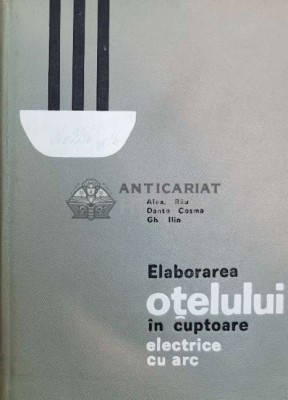 ANTICARIAT
Alex. Rău
Dante Cosma
Gh. Ilin
Elaborarea
oțelului
în cuptoare
electrice
cu arc